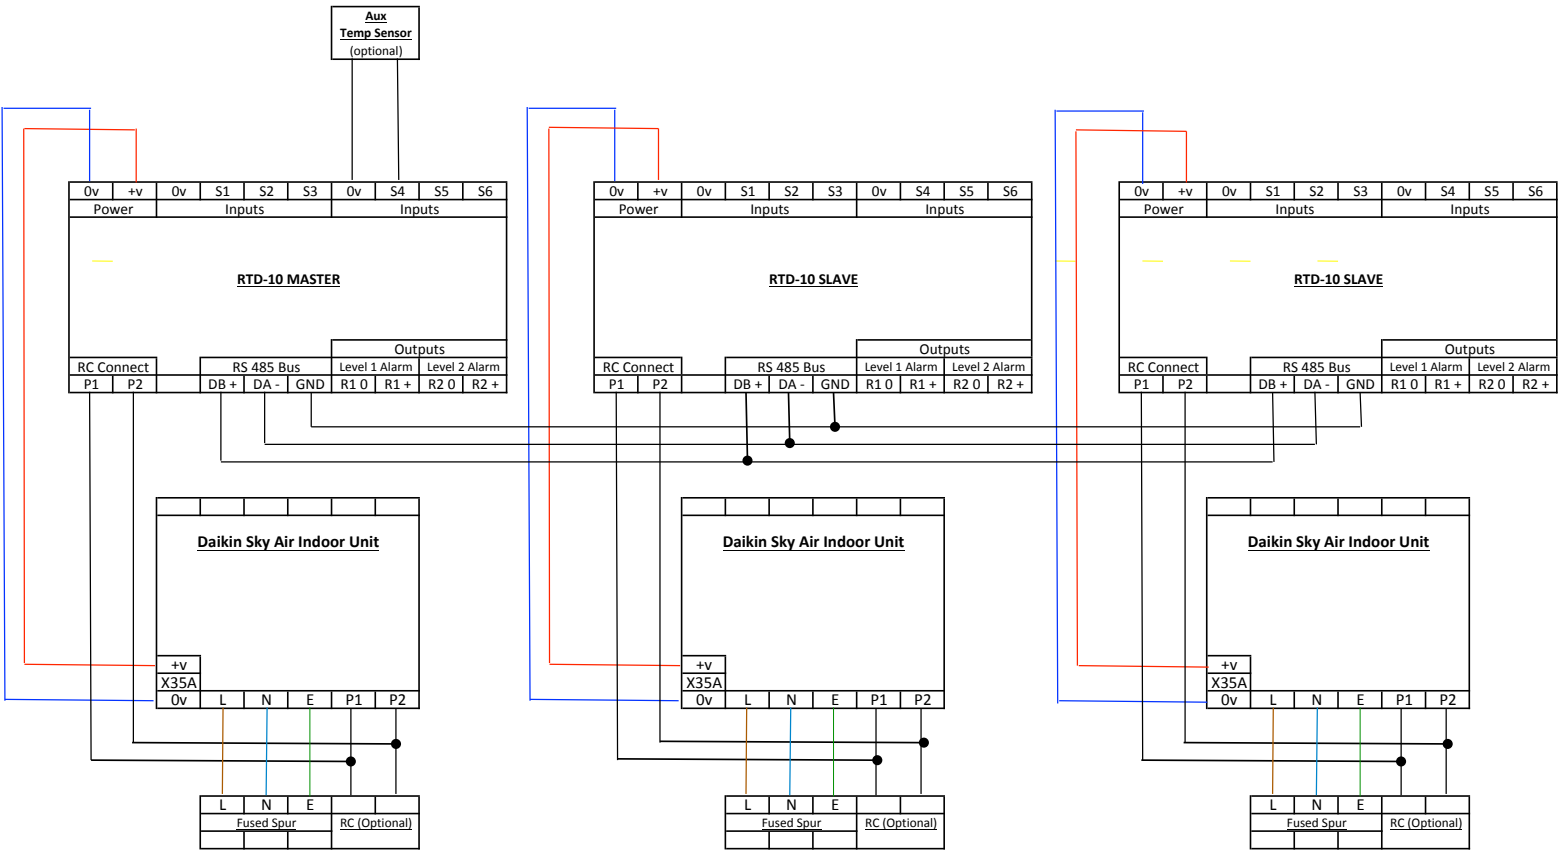 Aux
Temp Sensor
(optional)
0v +v 0v S1 S2 S3 0v S4 S5 S6
Power Inputs Inputs
RTD-10 MASTER
Outputs
RC Connect RS 485 Bus Level 1 Alarm Level 2 Alarm
P1 P2 DB + DA - GND R1 0 R1 + R2 0 R2 +
0v +v 0v S1 S2 S3 0v S4 S5 S6
Power Inputs Inputs
RTD-10 SLAVE
Outputs
RC Connect RS 485 Bus Level 1 Alarm Level 2 Alarm
P1 P2 DB + DA - GND R1 0 R1 + R2 0 R2 +
0v +v 0v S1 S2 S3 0v S4 S5 S6
Power Inputs Inputs
RTD-10 SLAVE
Outputs
RC Connect RS 485 Bus Level 1 Alarm Level 2 Alarm
P1 P2 DB + DA - GND R1 0 R1 + R2 0 R2 +
Daikin Sky Air Indoor Unit
+v
X35A
0v L N E P1 P2
L N E
Fused Spur RC (Optional)
Daikin Sky Air Indoor Unit
+v
X35A
0v L N E P1 P2
L N E
Fused Spur RC (Optional)
Daikin Sky Air Indoor Unit
+v
X35A
0v L N E P1 P2
L N E
Fused Spur RC (Optional)